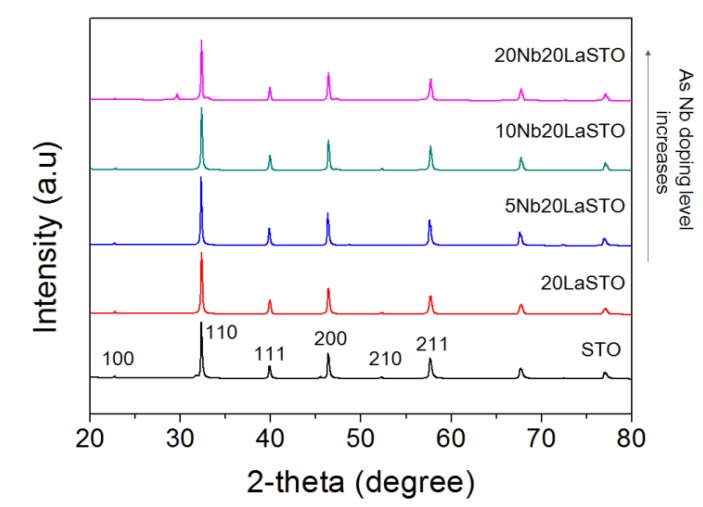 20Nb20LaSTO
10Nb20LaSTO
5Nb20LaSTO
20LaSTO
STO
100
110
111
200
210
211
As Nb doping level
increases
Intensity (a.u)
20 30 40 50 60 70 80
2-theta (degree)